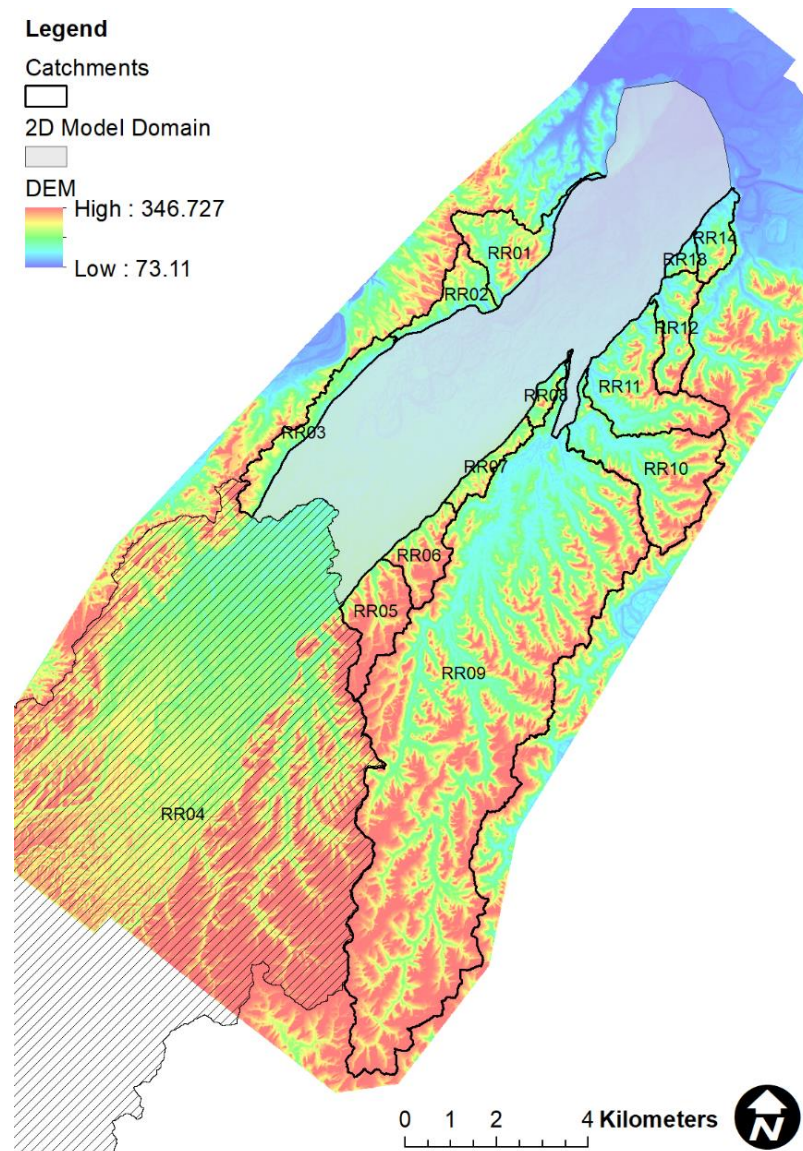 Legend
Catchments
2D Model Domain
DEM
High : 346.727
Low : 73.11
RR14
RR01
RR13
RR02
RR12
RR11
RR08
RR03
RR07
RR10
RR06
RR05
RR09
RR04
0 1 2 4 Kilometers
N